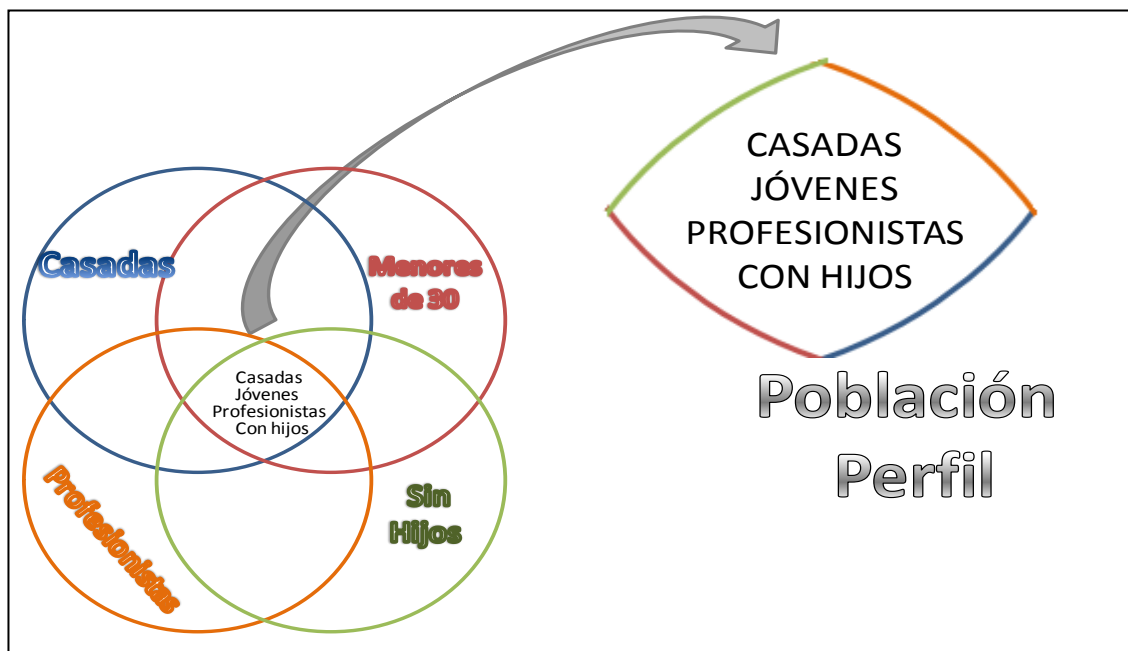 CASADAS
JÓVENES
PROFESIONISTAS
CON HIJOS
Casadas
Menores
de 30
Casadas
Jóvenes
Profesionistas
Con hijos
Población
Perfil
Profesionistas
Sin
Hijos